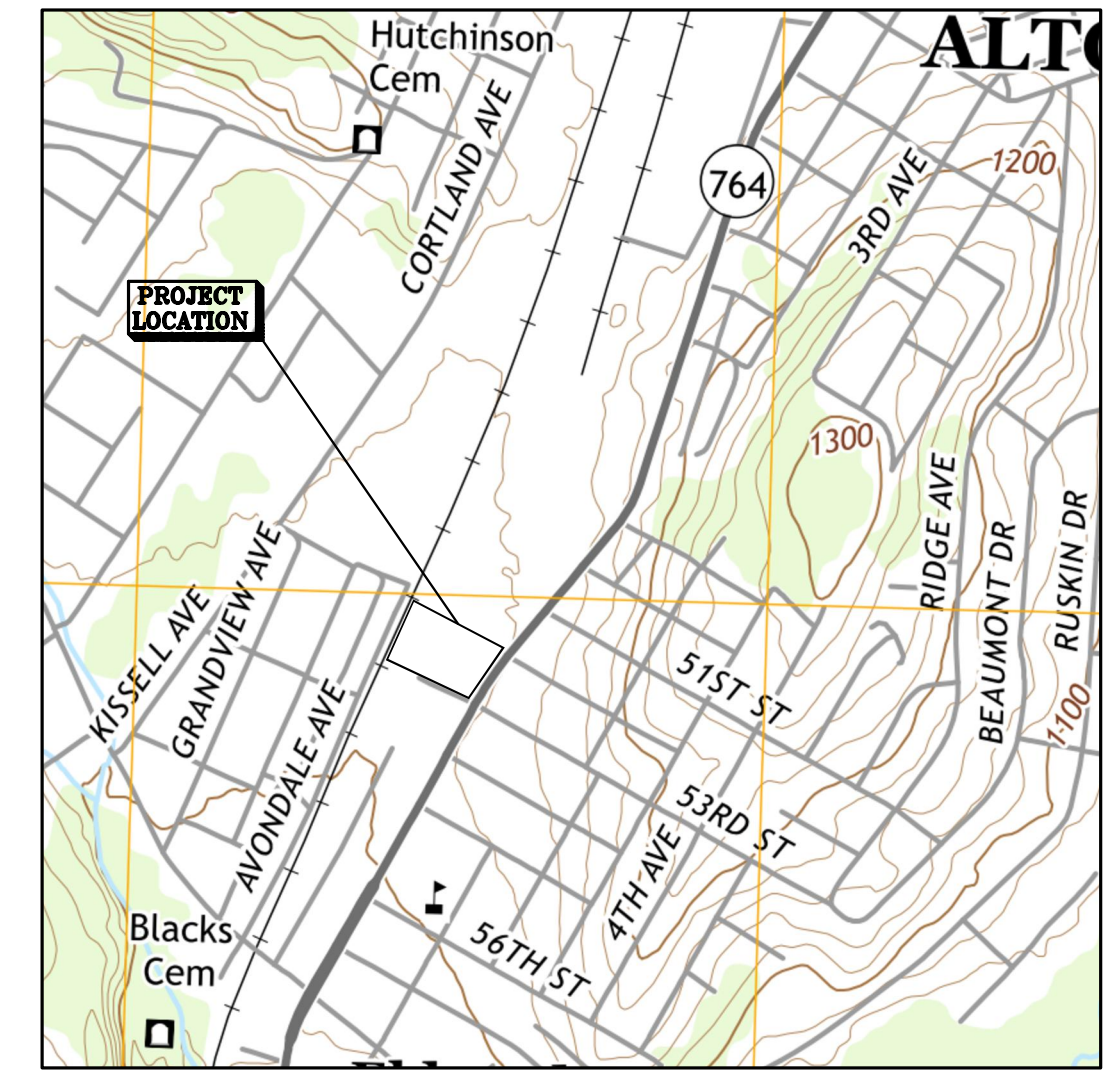 Hutchinson
Cem
ALTO
CORTLAND AVE
764
3RD AVE
1200
PROJECT
LOCATION
1300
RIDGE AVE
BEAUMONT DR
RUSKIN DR
KISSELL AVE
GRANDVIEW AVE
AVONDALE AVE
51ST ST
1100
53RD ST
4TH AVE
56TH ST
Blacks
Cem